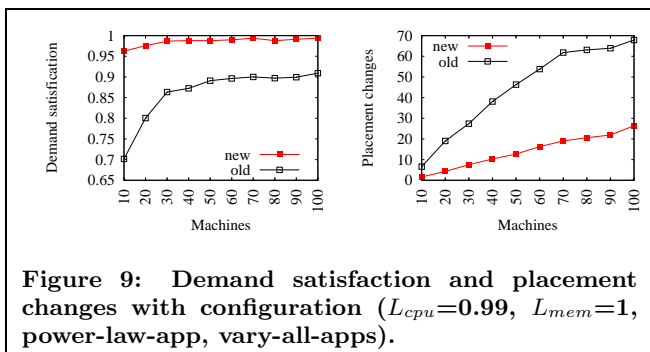 Demand satisfication
1
0.95
0.9
0.85
0.8
0.75
0.7
0.65
new
old
10 20 30 40 50 60 70 80 90 100
Machines
Placement changes
70
60
50
40
30
20
10
0
new
old
10 20 30 40 50 60 70 80 90 100
Machines
Figure 9: Demand satisfaction and placement
changes with configuration (L_cpu=0.99, L_mem=1,
power-law-app, vary-all-apps).